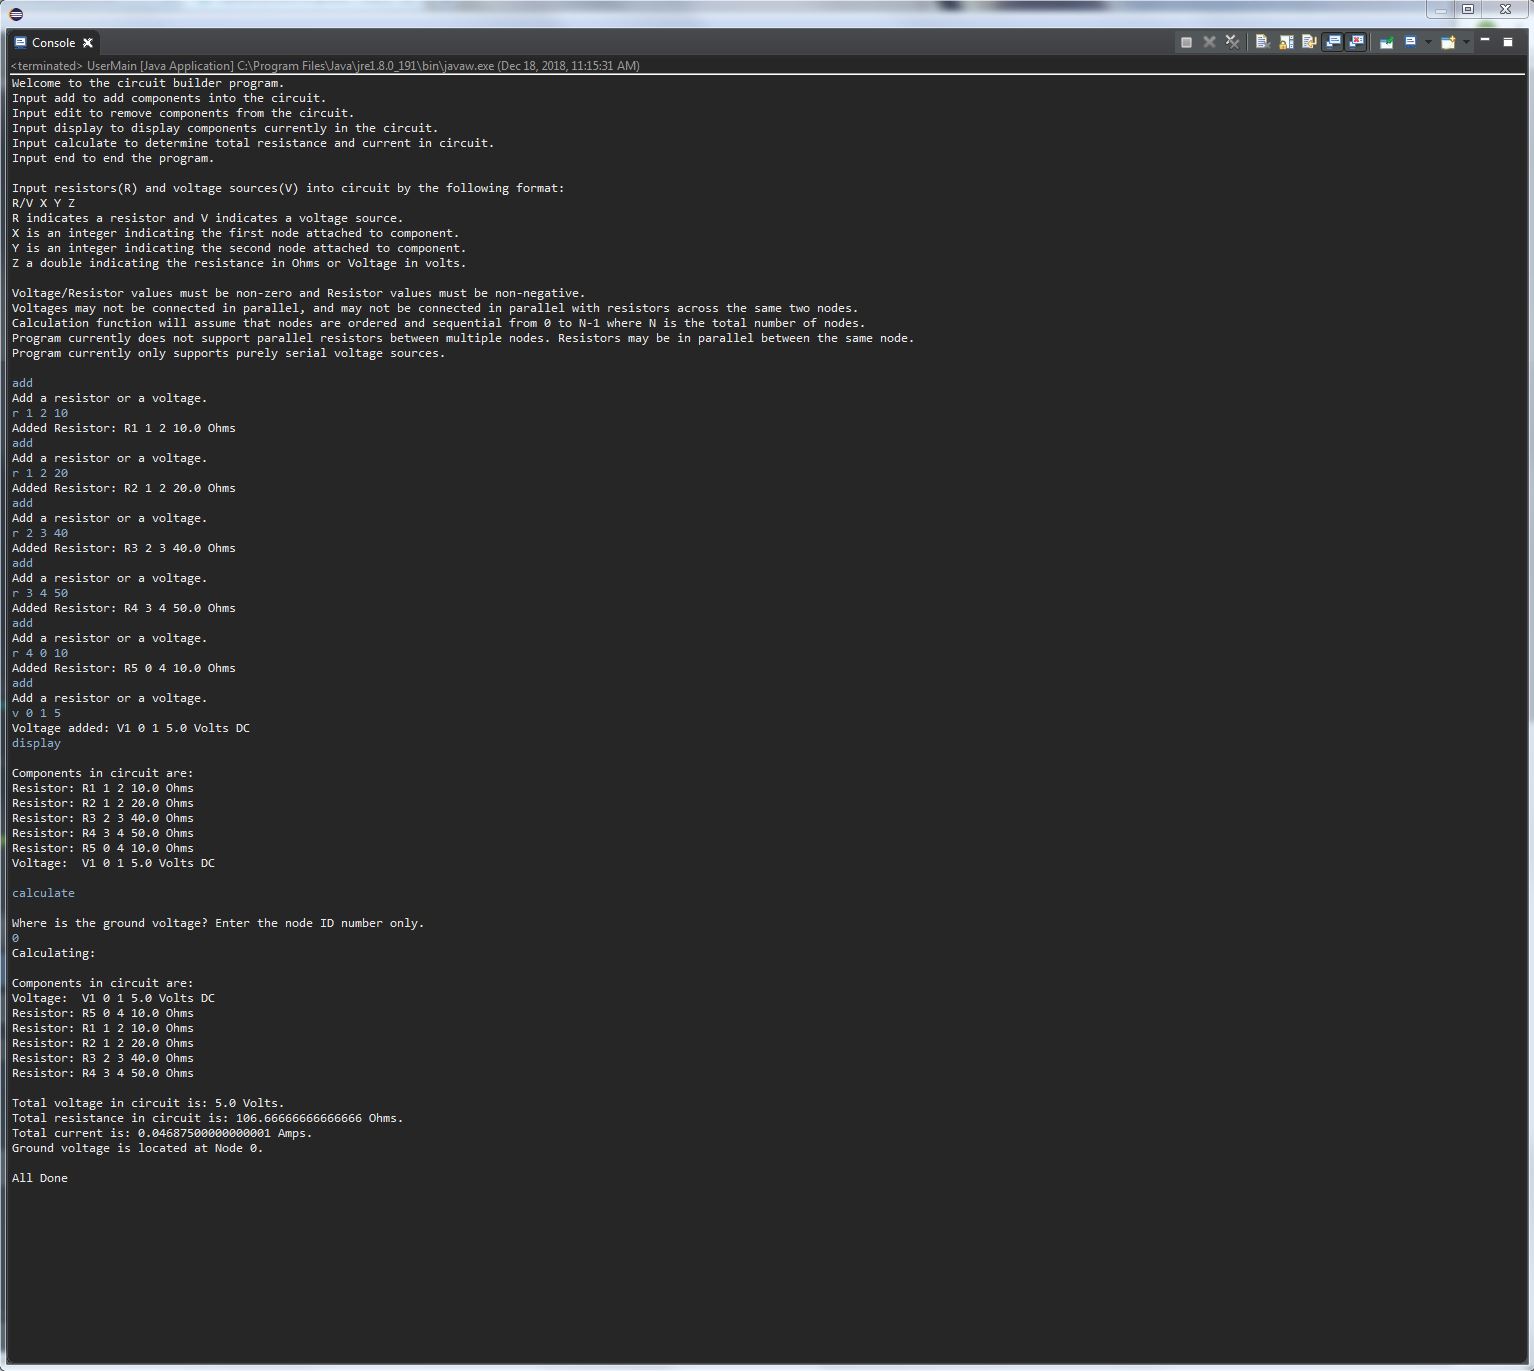 Console
<terminated> UserMain [Java Application] C:\Program Files\Java\jre1.8.0_191\bin\javaw.exe (Dec 18, 2018, 11:15:31 AM)
Welcome to the circuit builder program.
Input add to add components into the circuit.
Input edit to remove components from the circuit.
Input display to display components currently in the circuit.
Input calculate to determine total resistance and current in circuit.
Input end to end the program.
Input resistors(R) and voltage sources(V) into circuit by the following format:
R/V X Y Z
R indicates a resistor and V indicates a voltage source.
X is an integer indicating the first node attached to component.
Y is an integer indicating the second node attached to component.
Z a double indicating the resistance in Ohms or Voltage in volts.
Voltage/Resistor values must be non-zero and Resistor values must be non-negative.
Voltages may not be connected in parallel, and may not be connected in parallel with resistors across the same two nodes.
Calculation function will assume that nodes are ordered and sequential from 0 to N-1 where N is the total number of nodes.
Program currently does not support parallel resistors between multiple nodes. Resistors may be in parallel between the same node.
Program currently only supports purely serial voltage sources.
add
Add a resistor or a voltage.
r 1 2 10
Added Resistor: R1 1 2 10.0 Ohms
add
Add a resistor or a voltage.
r 1 2 20
Added Resistor: R2 1 2 20.0 Ohms
add
Add a resistor or a voltage.
r 2 3 40
Added Resistor: R3 2 3 40.0 Ohms
add
Add a resistor or a voltage.
r 3 4 50
Added Resistor: R4 3 4 50.0 Ohms
add
Add a resistor or a voltage.
r 4 0 10
Added Resistor: R5 0 4 10.0 Ohms
add
Add a resistor or a voltage.
v 0 1 5
Voltage added: V1 0 1 5.0 Volts DC
display
Components in circuit are:
Resistor: R1 1 2 10.0 Ohms
Resistor: R2 1 2 20.0 Ohms
Resistor: R3 2 3 40.0 Ohms
Resistor: R4 3 4 50.0 Ohms
Resistor: R5 0 4 10.0 Ohms
Voltage:  V1 0 1 5.0 Volts DC
calculate
Where is the ground voltage? Enter the node ID number only.
0
Calculating:
Components in circuit are:
Voltage:  V1 0 1 5.0 Volts DC
Resistor: R5 0 4 10.0 Ohms
Resistor: R1 1 2 10.0 Ohms
Resistor: R2 1 2 20.0 Ohms
Resistor: R3 2 3 40.0 Ohms
Resistor: R4 3 4 50.0 Ohms
Total voltage in circuit is: 5.0 Volts.
Total resistance in circuit is: 106.66666666666666 Ohms.
Total current is: 0.04687500000000001 Amps.
Ground voltage is located at Node 0.
All Done